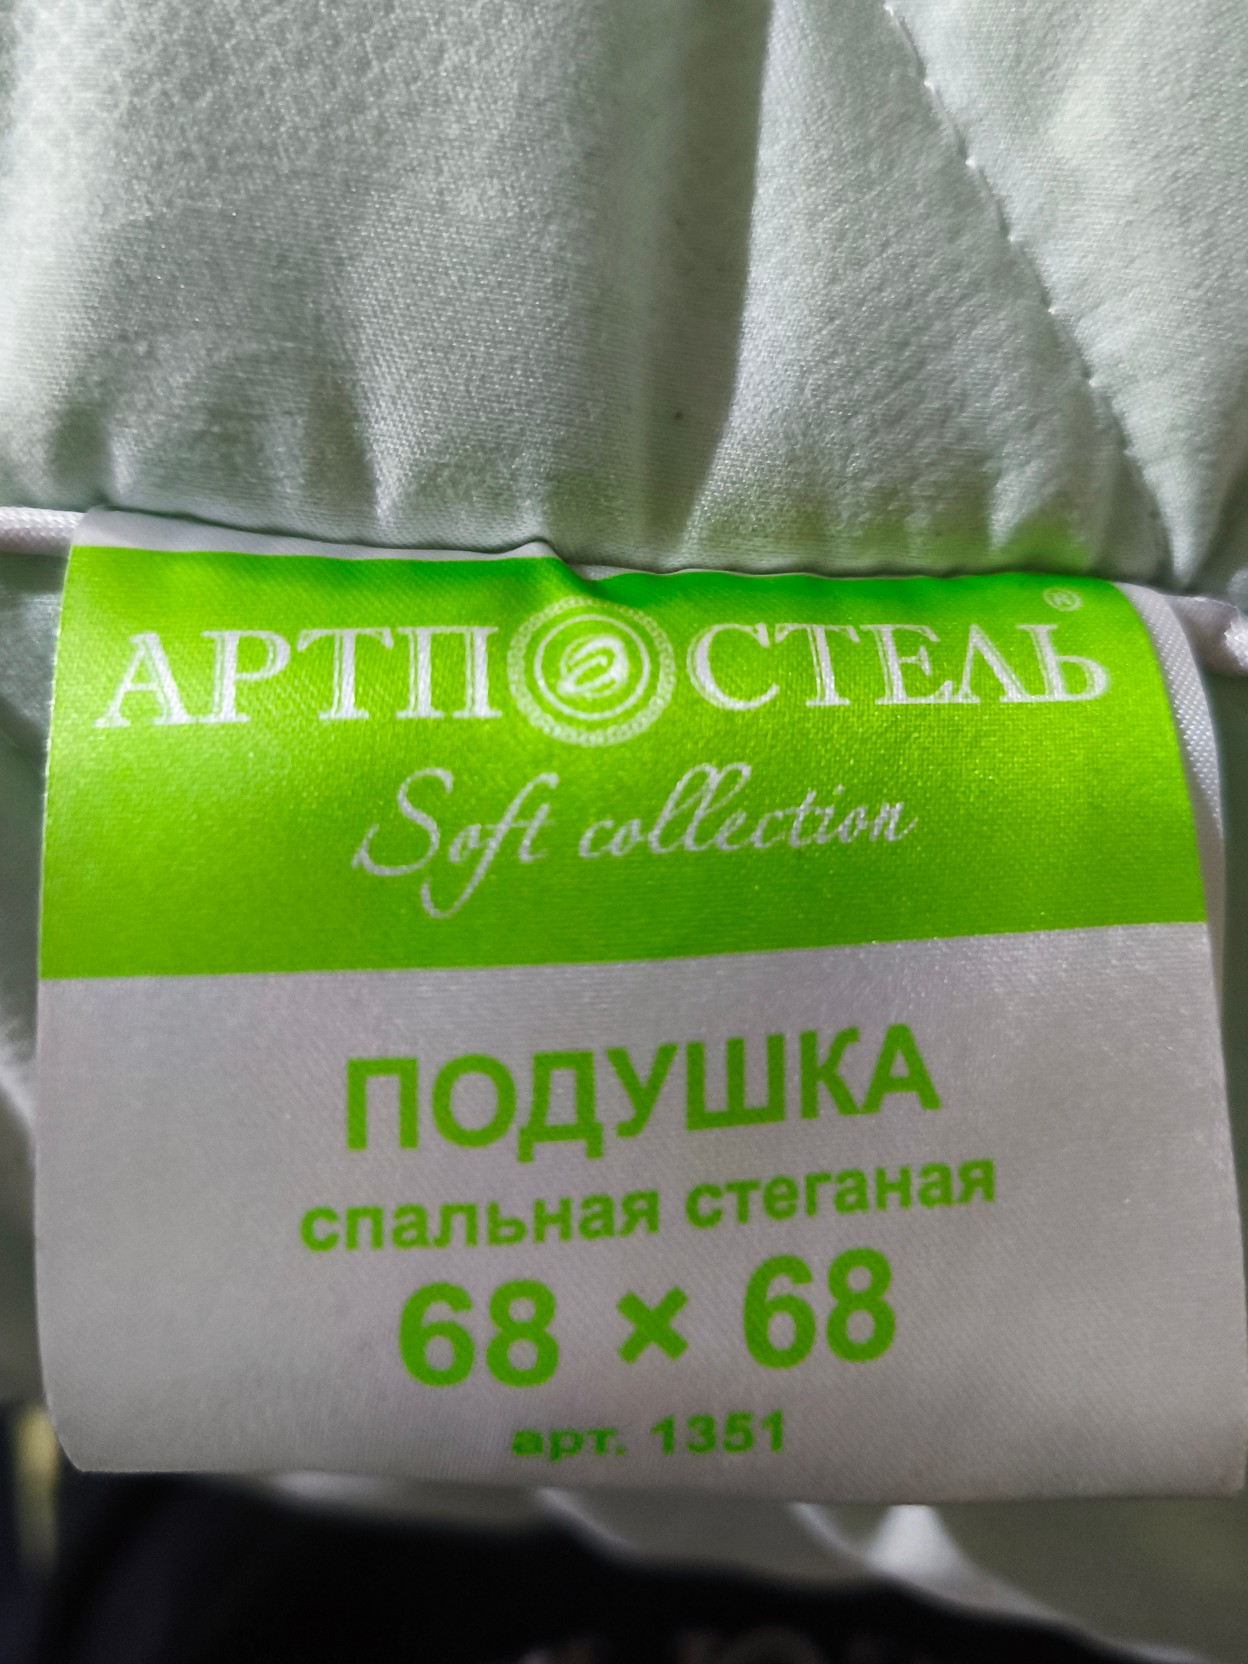 АРТПОСТЕЛЬ®
Soft collection
ПОДУШКА
спальная стеганая
68 × 68
арт. 1351